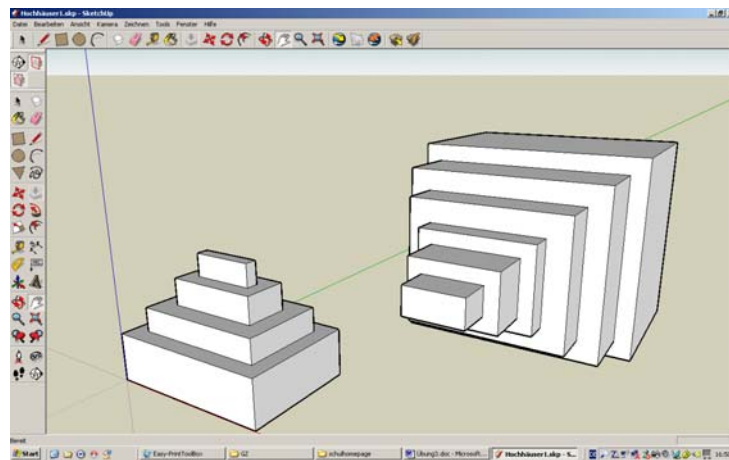 Hochhäuser1.skp - SketchUp
Datei Bearbeiten Ansicht Kamera Zeichnen Tools Fenster Hilfe
Bereit
Start Easy-PrintToolBox GZ schulhomepage Übung3.doc - Microsoft... Hochhäuser1.skp - S...